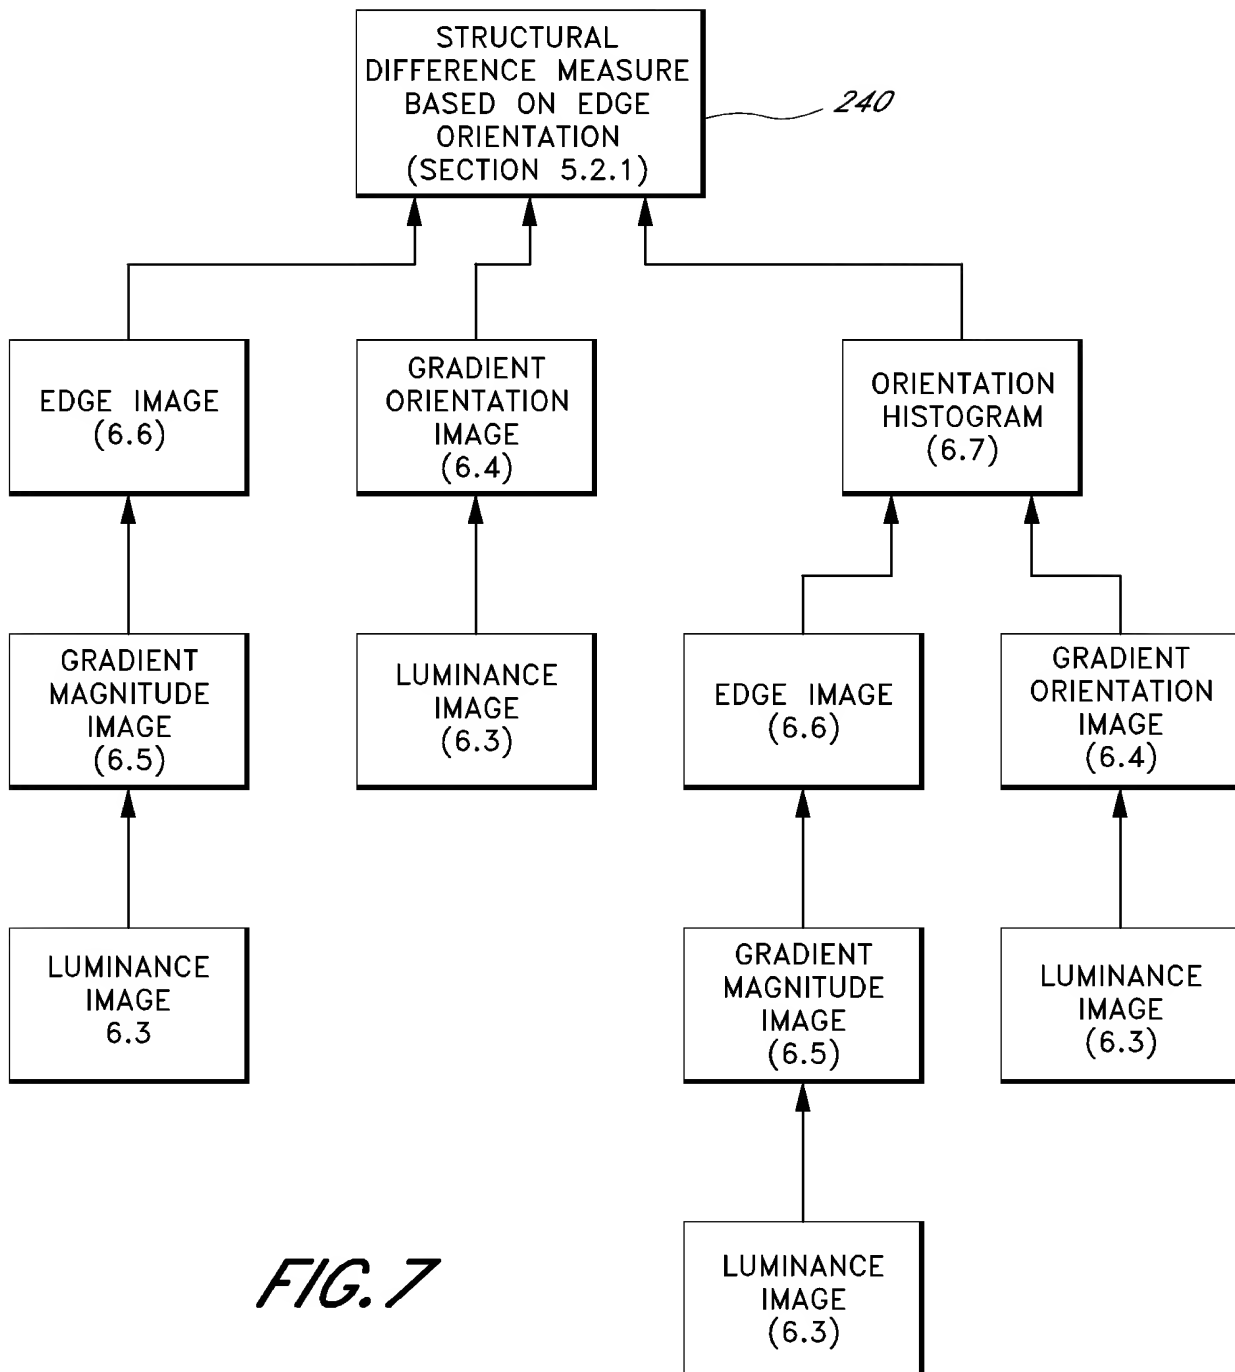 STRUCTURAL
DIFFERENCE MEASURE
BASED ON EDGE
ORIENTATION
(SECTION 5.2.1)
240
EDGE IMAGE
(6.6)
GRADIENT
ORIENTATION
IMAGE
(6.4)
ORIENTATION
HISTOGRAM
(6.7)
GRADIENT
MAGNITUDE
IMAGE
(6.5)
LUMINANCE
IMAGE
(6.3)
EDGE IMAGE
(6.6)
GRADIENT
ORIENTATION
IMAGE
(6.4)
LUMINANCE
IMAGE
6.3
GRADIENT
MAGNITUDE
IMAGE
(6.5)
LUMINANCE
IMAGE
(6.3)
LUMINANCE
IMAGE
(6.3)
FIG. 7